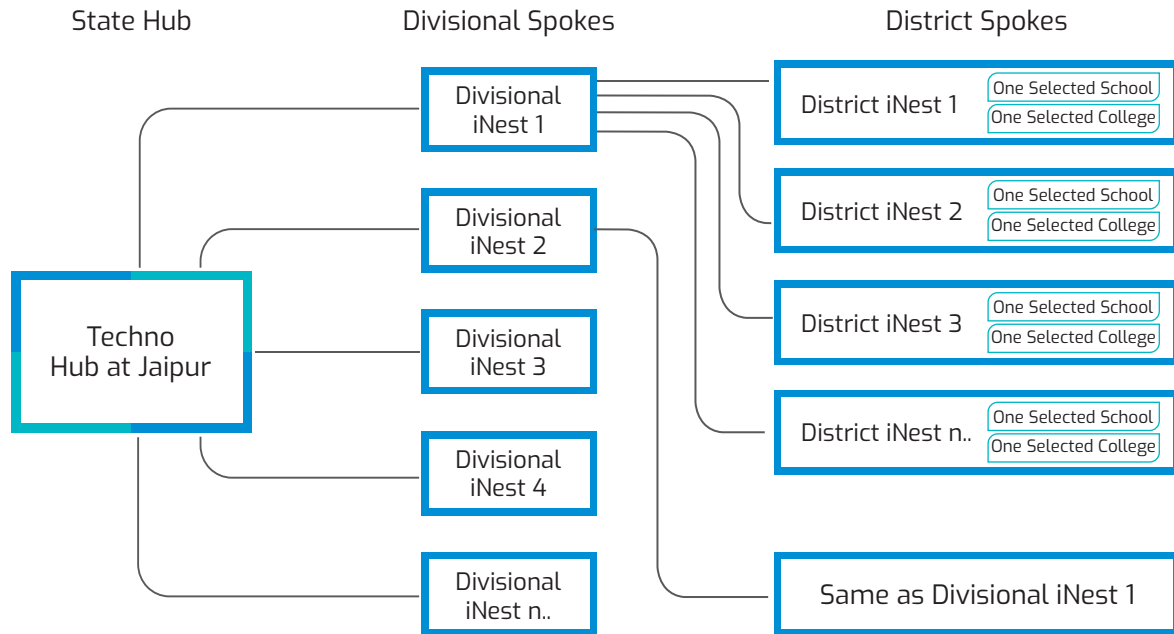 State Hub
Divisional Spokes
District Spokes
Techno
Hub at Jaipur
Divisional
iNest 1
Divisional
iNest 2
Divisional
iNest 3
Divisional
iNest 4
Divisional
iNest n..
District iNest 1
One Selected School
One Selected College
District iNest 2
One Selected School
One Selected College
District iNest 3
One Selected School
One Selected College
District iNest n..
One Selected School
One Selected College
Same as Divisional iNest 1